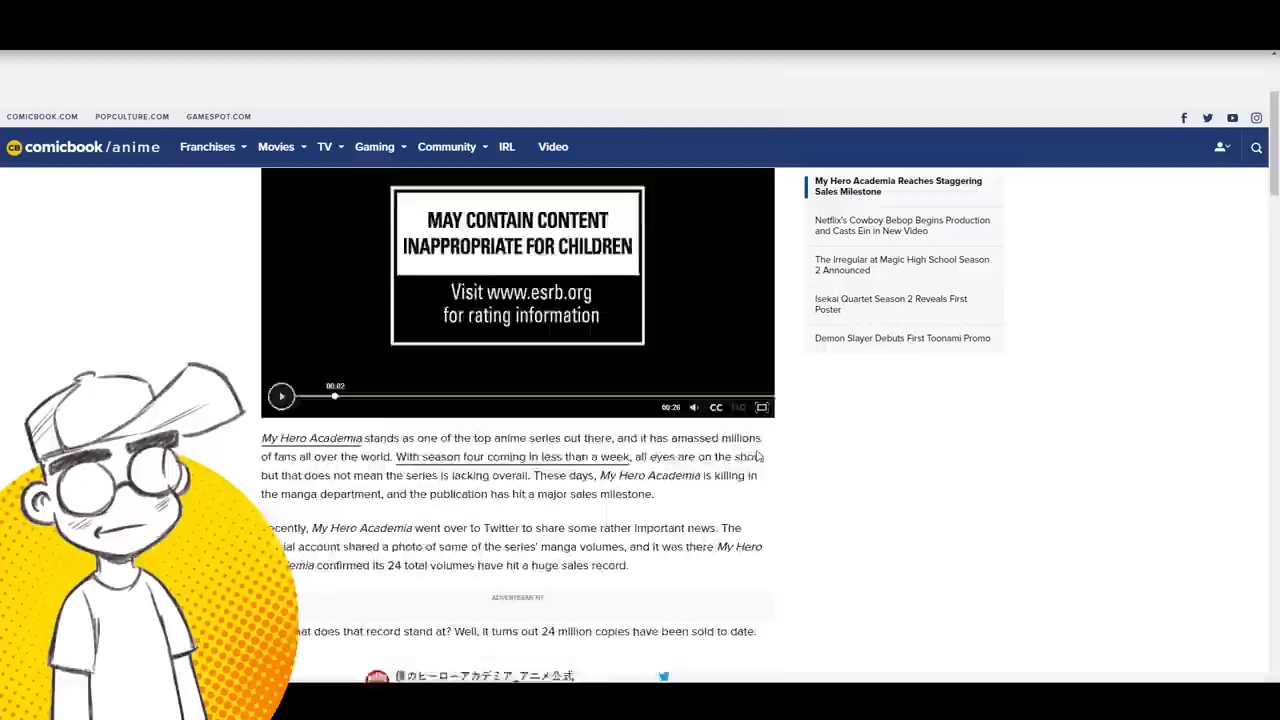 COMICBOOK.COM POPCULTURE.COM GAMESPOT.COM
CB comicbook/anime Franchises Movies TV Gaming Community IRL Video
MAY CONTAIN CONTENT
INAPPROPRIATE FOR CHILDREN
Visit www.esrb.org
for rating information
00:02
00:26 CC
My Hero Academia stands as one of the top anime series out there, and it has amassed millions
of fans all over the world. With season four coming in less than a week, all eyes are on the show
but that does not mean the series is lacking overall. These days, My Hero Academia is killing in
the manga department, and the publication has hit a major sales milestone.
ecently, My Hero Academia went over to Twitter to share some rather important news. The
ial account shared a photo of some of the series' manga volumes, and it was there My Hero
emia confirmed its 24 total volumes have hit a huge sales record.
ADVERTISEMENT
at does that record stand at? Well, it turns out 24 million copies have been sold to date.
僕のヒーローアカデミア_アニメ公式
My Hero Academia Reaches Staggering
Sales Milestone
Netflix's Cowboy Bebop Begins Production
and Casts Ein in New Video
The Irregular at Magic High School Season
2 Announced
Isekai Quartet Season 2 Reveals First
Poster
Demon Slayer Debuts First Toonami Promo